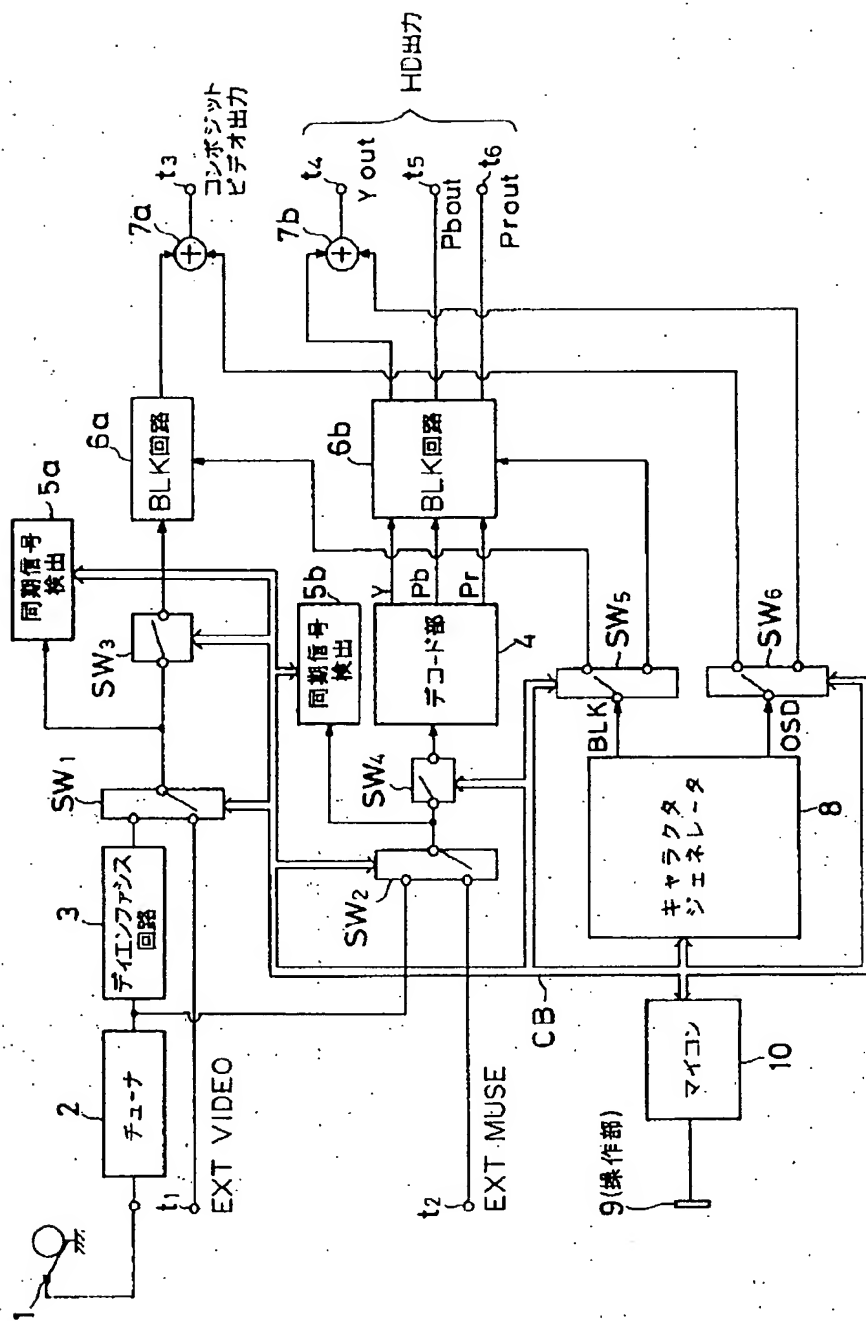 1
2
チューナ
3
ディエンファシス
回路
SW1
5a
同期信号
検出
SW3
6a
BLK回路
7a
+
t3
コンポジット
ビデオ出力
t1
EXT VIDEO
t2
EXT MUSE
SW2
5b
同期信号
検出
SW4
デコード部
4
Y
Pb
Pr
6b
BLK回路
7b
+
t4
Y out
t5
Pbout
t6
Prout
HD出力
9(操作部)
マイコン
10
CB
キャラクタ
ジェネレータ
8
BLK
OSD
SW5
SW6